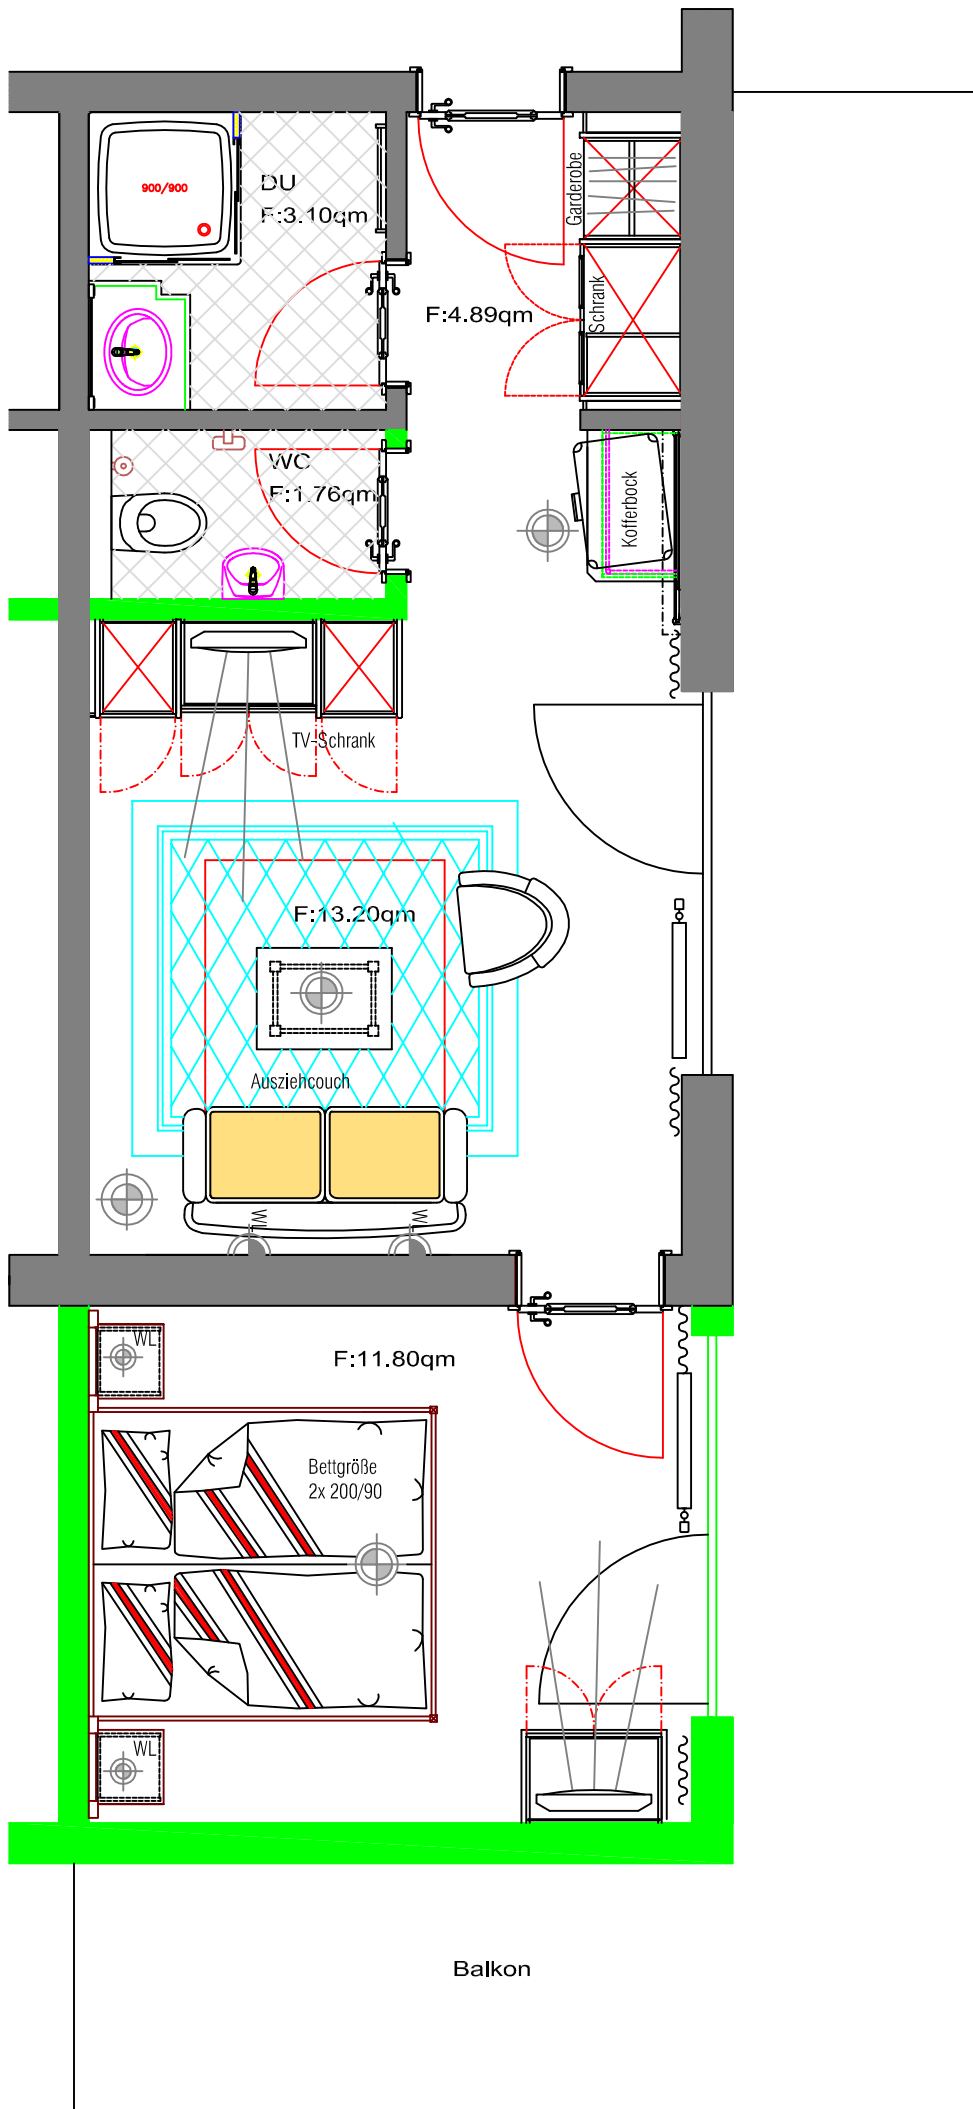 900/900
DU
F:3.10qm
Garderobe
Schrank
F:4.89qm
WC
F:1.76qm
Kofferbock
TV-Schrank
F:13.20qm
Ausziehcouch
WL
WL
WL
F:11.80qm
Bettgröße
2x 200/90
WL
Balkon